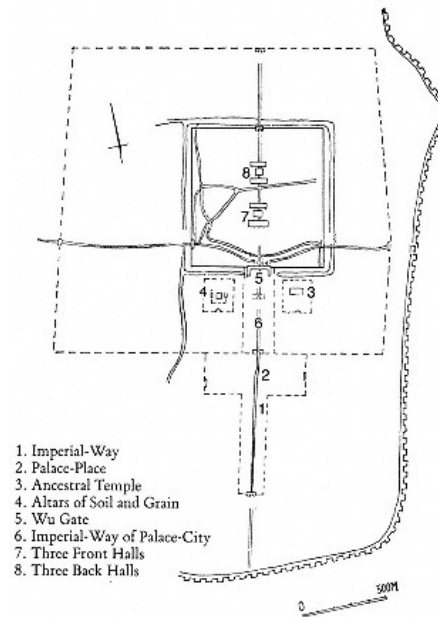 8
7
5
4
3
6
2
1
1. Imperial-Way
2. Palace-Place
3. Ancestral Temple
4. Altars of Soil and Grain
5. Wu Gate
6. Imperial-Way of Palace-City
7. Three Front Halls
8. Three Back Halls
0 500M